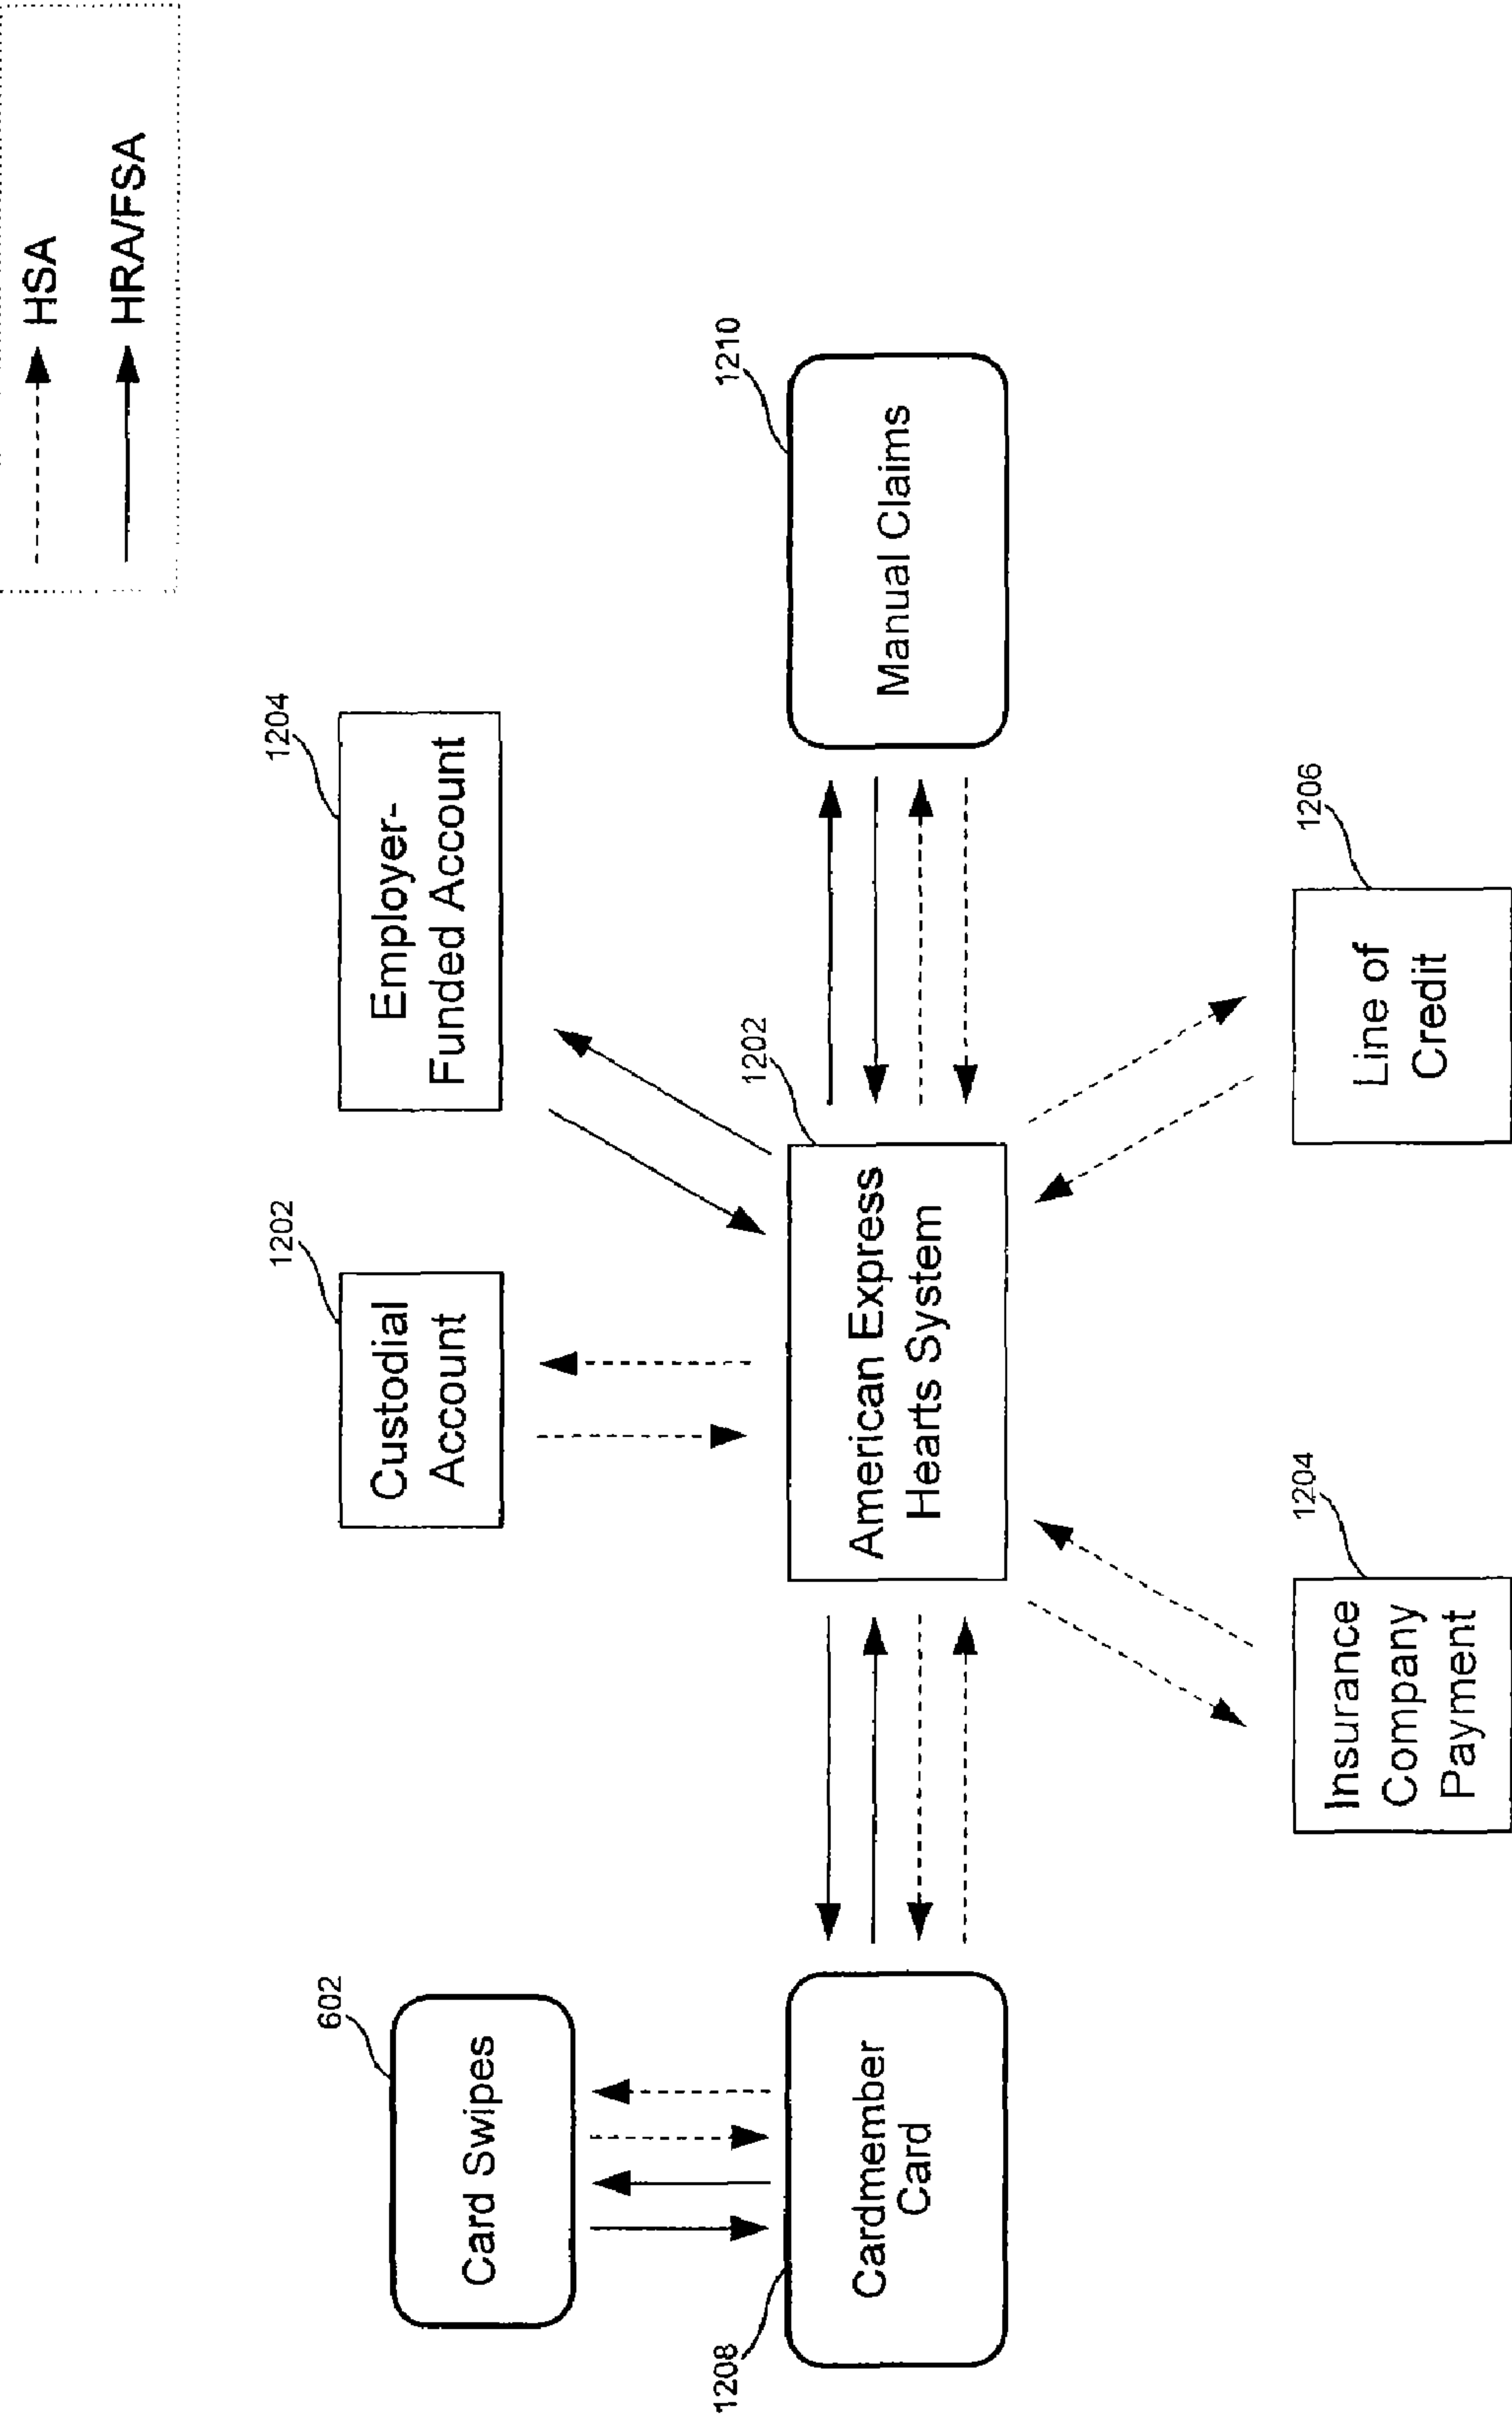 HSA
HRA/FSA
602
Card Swipes
1202
Custodial
Account
1204
Employer-
Funded Account
1208
Cardmember
Card
1202
American Express
Hearts System
1210
Manual Claims
1204
Insurance
Company
Payment
1206
Line of
Credit